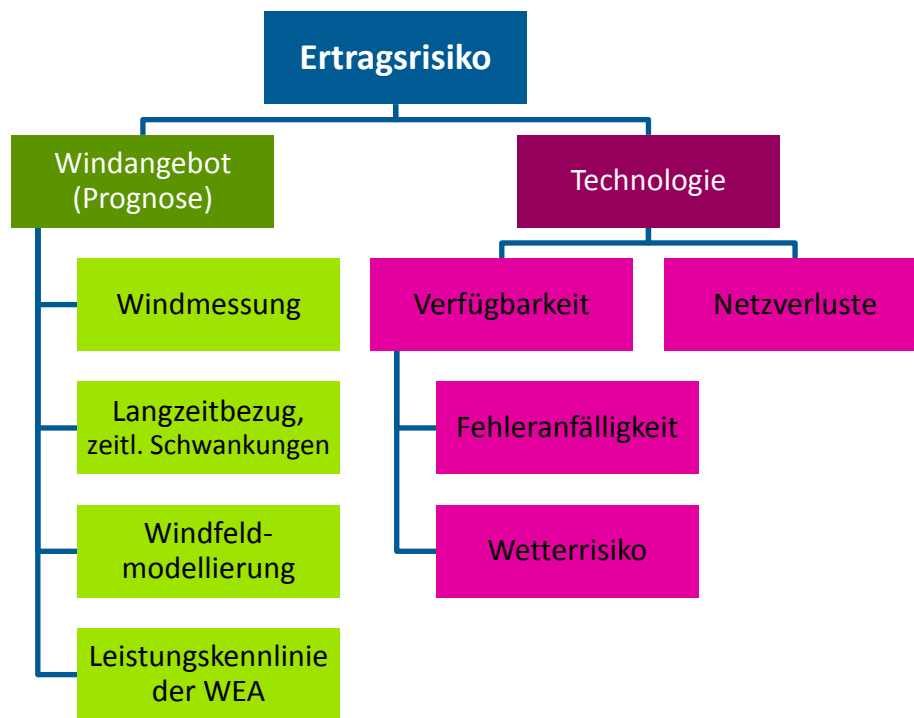 Ertragsrisiko
Windangebot
(Prognose)
Technologie
Windmessung
Verfügbarkeit
Netzverluste
Langzeitbezug,
zeitl. Schwankungen
Fehleranfälligkeit
Windfeld-
modellierung
Wetterrisiko
Leistungskennlinie
der WEA